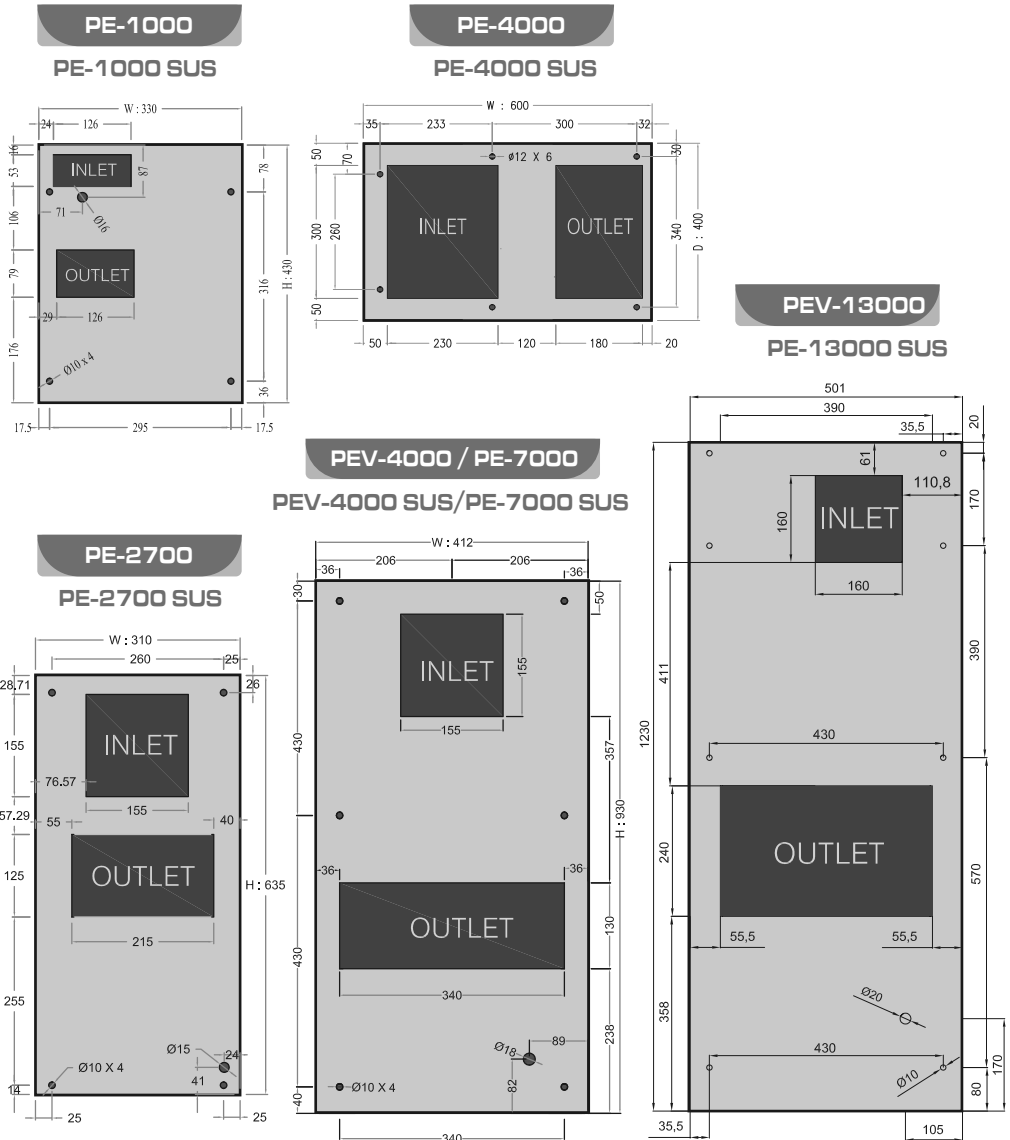 PE-1000
PE-1000 SUS
W : 330
24 126
16
53
106
79
176
INLET
87
71
Ø16
OUTLET
29 126
Ø10 x 4
78
316
36
H : 430
17.5 295 17.5
PE-4000
PE-4000 SUS
W : 600
35 233 300 32
50
70
300
260
50
ø12 X 6
INLET
OUTLET
30
340
D : 400
50 230 120 180 20
PEV-13000
PE-13000 SUS
501
390
35,5
20
61
110,8
170
160
INLET
160
411
390
1230
430
240
OUTLET
570
55,5 55,5
358
Ø20
430
Ø10
170
80
35,5
105
PEV-4000 / PE-7000
PEV-4000 SUS/PE-7000 SUS
W : 412
206 206
36 36
30
50
INLET
155
155
430
357
H : 930
36 36
OUTLET
130
340
430
238
Ø18
89
82
Ø10 X 4
40
340
PE-2700
PE-2700 SUS
W : 310
260 25
28.71
26
155
INLET
76.57
155
57.29
55 40
125
OUTLET
H : 635
215
255
Ø15
24
Ø10 X 4
41
14
25 25